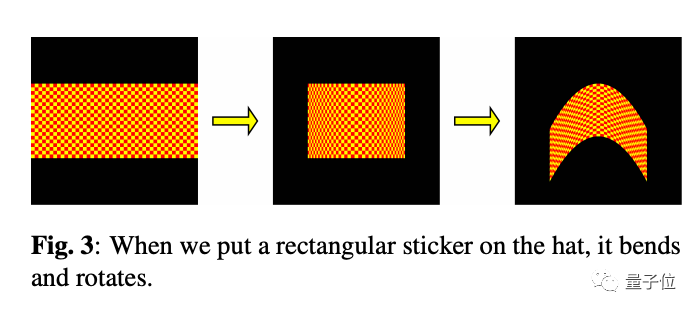 Fig. 3: When we put a rectangular sticker on the hat, it bends
and rotates.
量子位